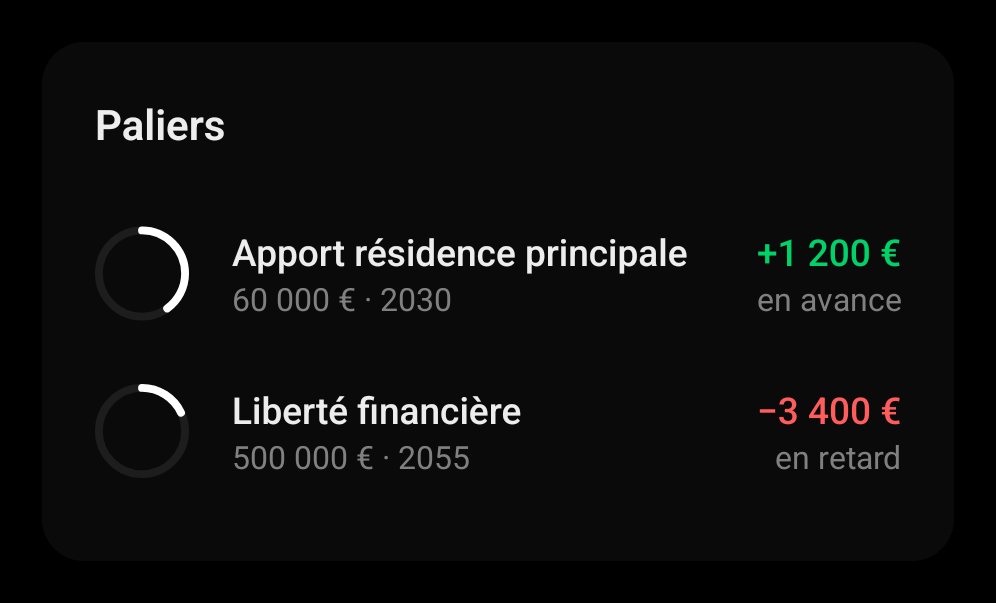 Paliers
Apport résidence principale
+1 200 €
60 000 € · 2030
en avance
Liberté financière
−3 400 €
500 000 € · 2055
en retard